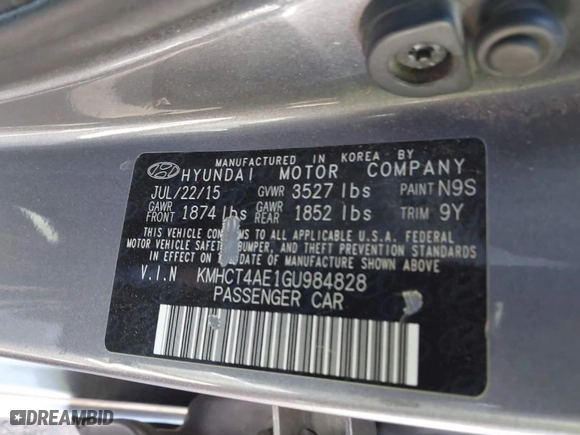 MANUFACTURED IN KOREA BY
HYUNDAI MOTOR COMPANY
JUL/22/15 GVWR 3527 lbs PAINT N9S
GAWR FRONT 1874 lbs GAWR REAR 1852 lbs TRIM 9Y
THIS VEHICLE CONFORMS TO ALL APPLICABLE U.S.A. FEDERAL
MOTOR VEHICLE SAFETY, BUMPER, AND THEFT PREVENTION STANDARDS
IN EFFECT ON THE DATE OF MANUFACTURE SHOWN ABOVE.
V.I.N KMHCT4AE1GU984828
PASSENGER CAR
DREAMBID